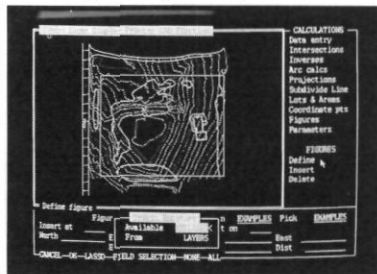 CALCULATIONS
Data entry
Intersections
Inverses
Arc calcs
Projections
Subdivide Line
Lots & Areas
Coordinate pts
Figures
Parameters
FIGURES
Define
Insert
Delete
Define figure
Figur
n EXAMPLES Pick EXAMPLES
Insert at
Available
t on
North
From LAYERS
East
Dist
CANCEL OK LASSO FIELD SELECTION NONE ALL